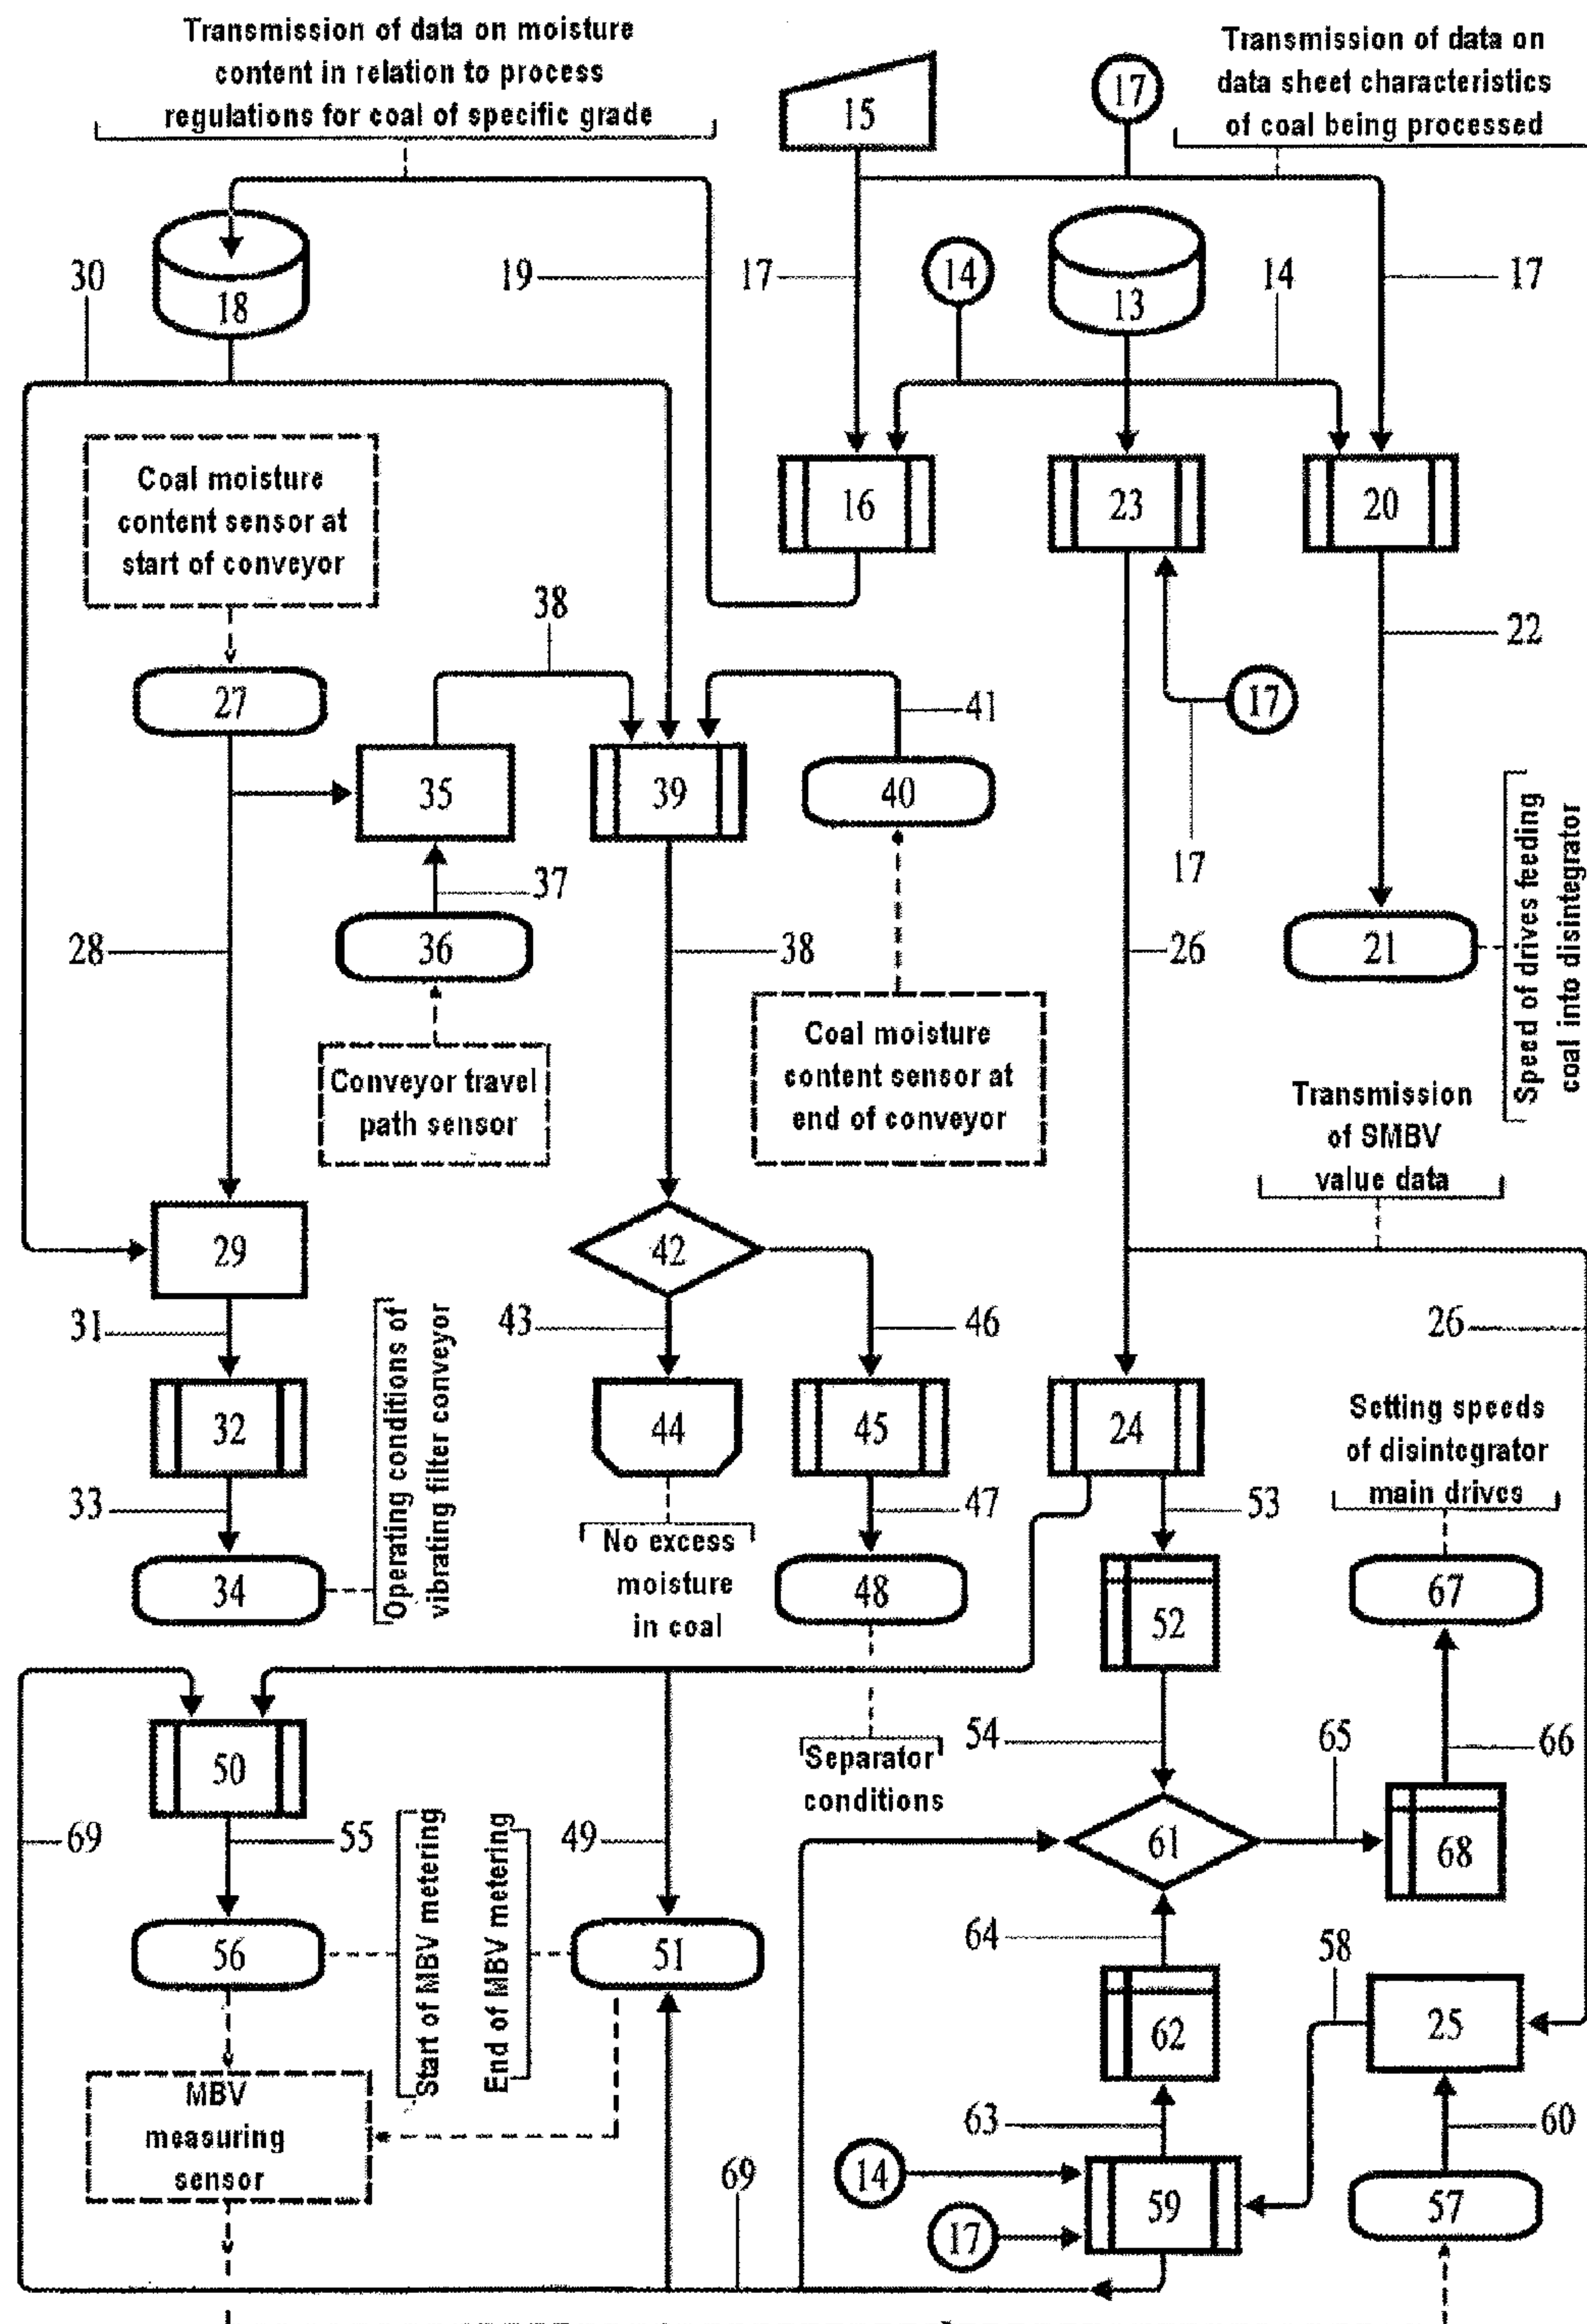 Transmission of data on moisture
content in relation to process
regulations for coal of specific grade
Transmission of data on
data sheet characteristics
of coal being processed
15
17
30
18
19
17
14
13
14
17
Coal moisture
content sensor at
start of conveyor
16
23
20
38
22
27
41
17
35
39
40
37
17
28
36
38
26
21
Speed of drives feeding
coal into disintegrator
Conveyor travel
path sensor
Coal moisture
content sensor at
end of conveyor
Transmission
of SMBV
value data
29
42
31
43
46
26
Operating conditions of
vibrating filter conveyor
32
44
45
24
Setting speeds
of disintegrator
main drives
33
47
53
No excess
moisture
in coal
34
48
52
67
50
54
65
66
Separator
conditions
69
55
49
61
68
Start of MBV metering
End of MBV metering
56
51
64
58
62
25
MBV
measuring
sensor
63
60
69
14
59
57
17